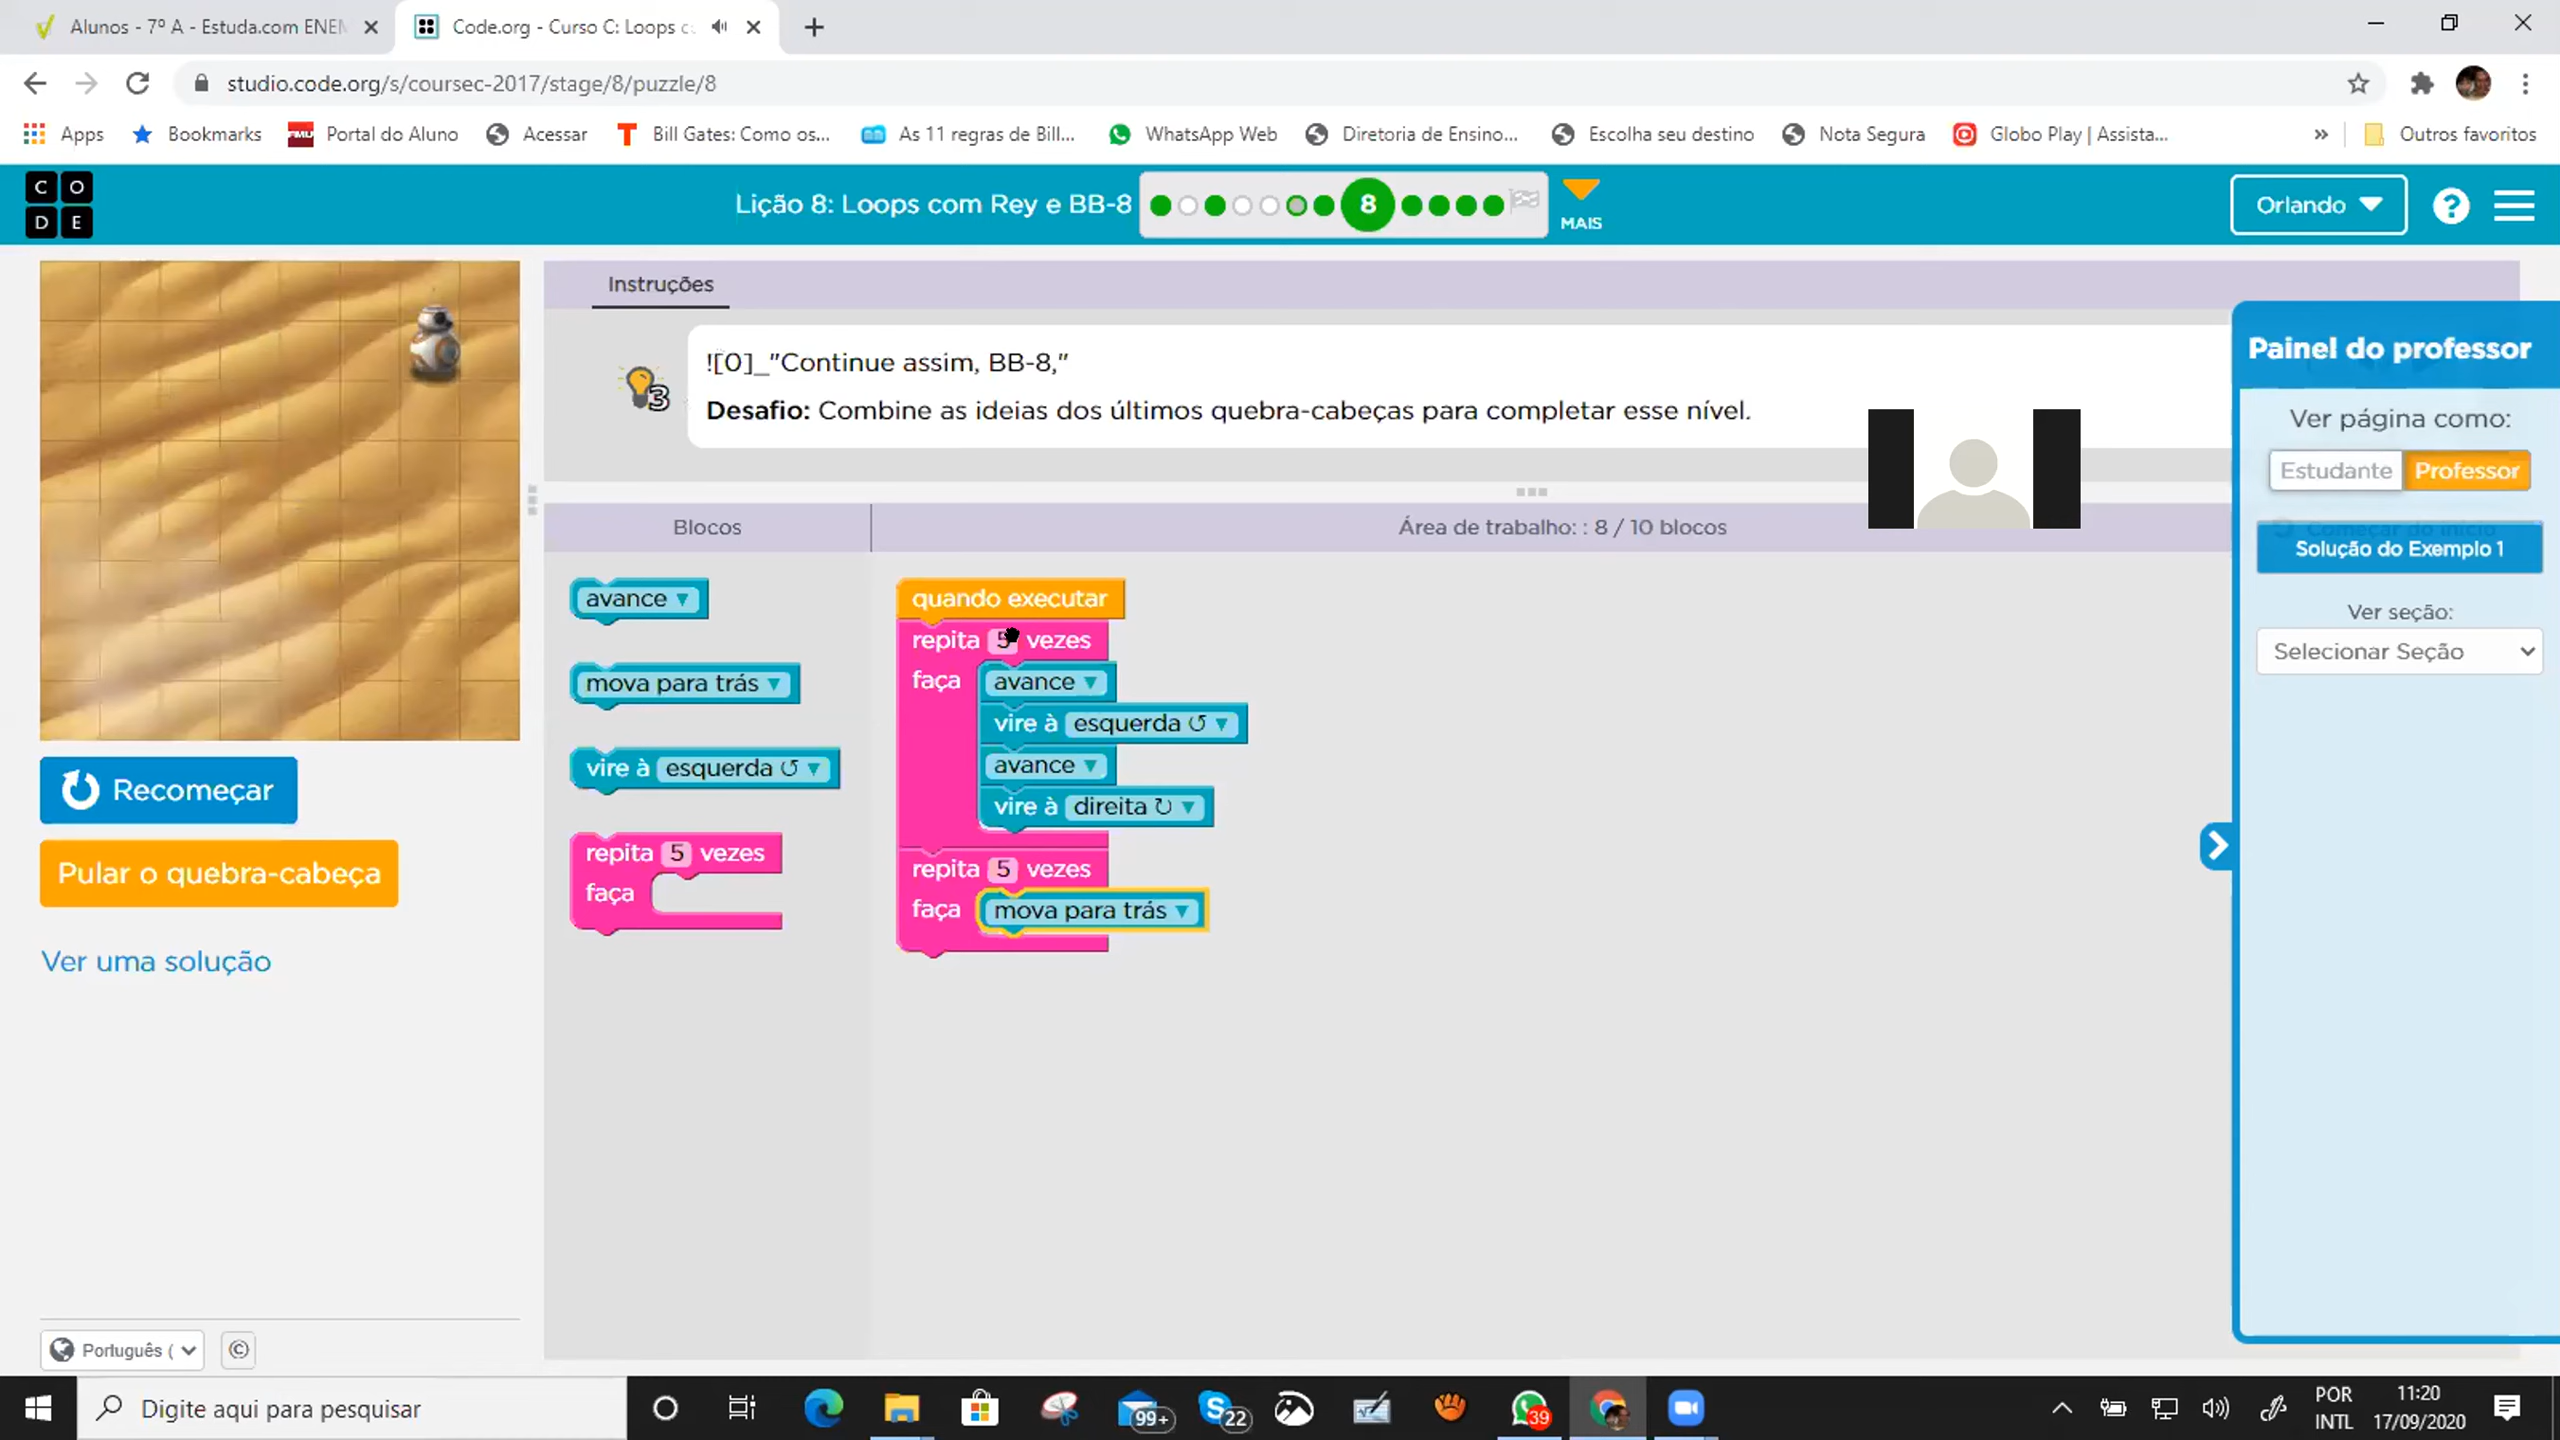 Alunos - 7º A - Estuda.com ENEM
Code.org - Curso C: Loops c
studio.code.org/s/coursec-2017/stage/8/puzzle/8
Apps
Bookmarks
FMU Portal do Aluno
Acessar
Bill Gates: Como os...
As 11 regras de Bill...
WhatsApp Web
Diretoria de Ensino...
Escolha seu destino
Nota Segura
Globo Play | Assista...
»
Outros favoritos
C O
D E
Lição 8: Loops com Rey e BB-8
8
MAIS
Orlando
?
Instruções
3
![0]_"Continue assim, BB-8,"
Desafio: Combine as ideias dos últimos quebra-cabeças para completar esse nível.
Painel do professor
Ver página como:
Estudante Professor
Começar do início
Solução do Exemplo 1
Ver seção:
Selecionar Seção
Blocos
Área de trabalho: : 8 / 10 blocos
avance
mova para trás
vire à esquerda ↺
repita 5 vezes
faça
quando executar
repita 5 vezes
faça avance
vire à esquerda ↺
avance
vire à direita ↻
repita 5 vezes
faça mova para trás
Recomeçar
Pular o quebra-cabeça
Ver uma solução
Português (
©
Digite aqui para pesquisar
99+
22
39
POR
INTL
11:20
17/09/2020